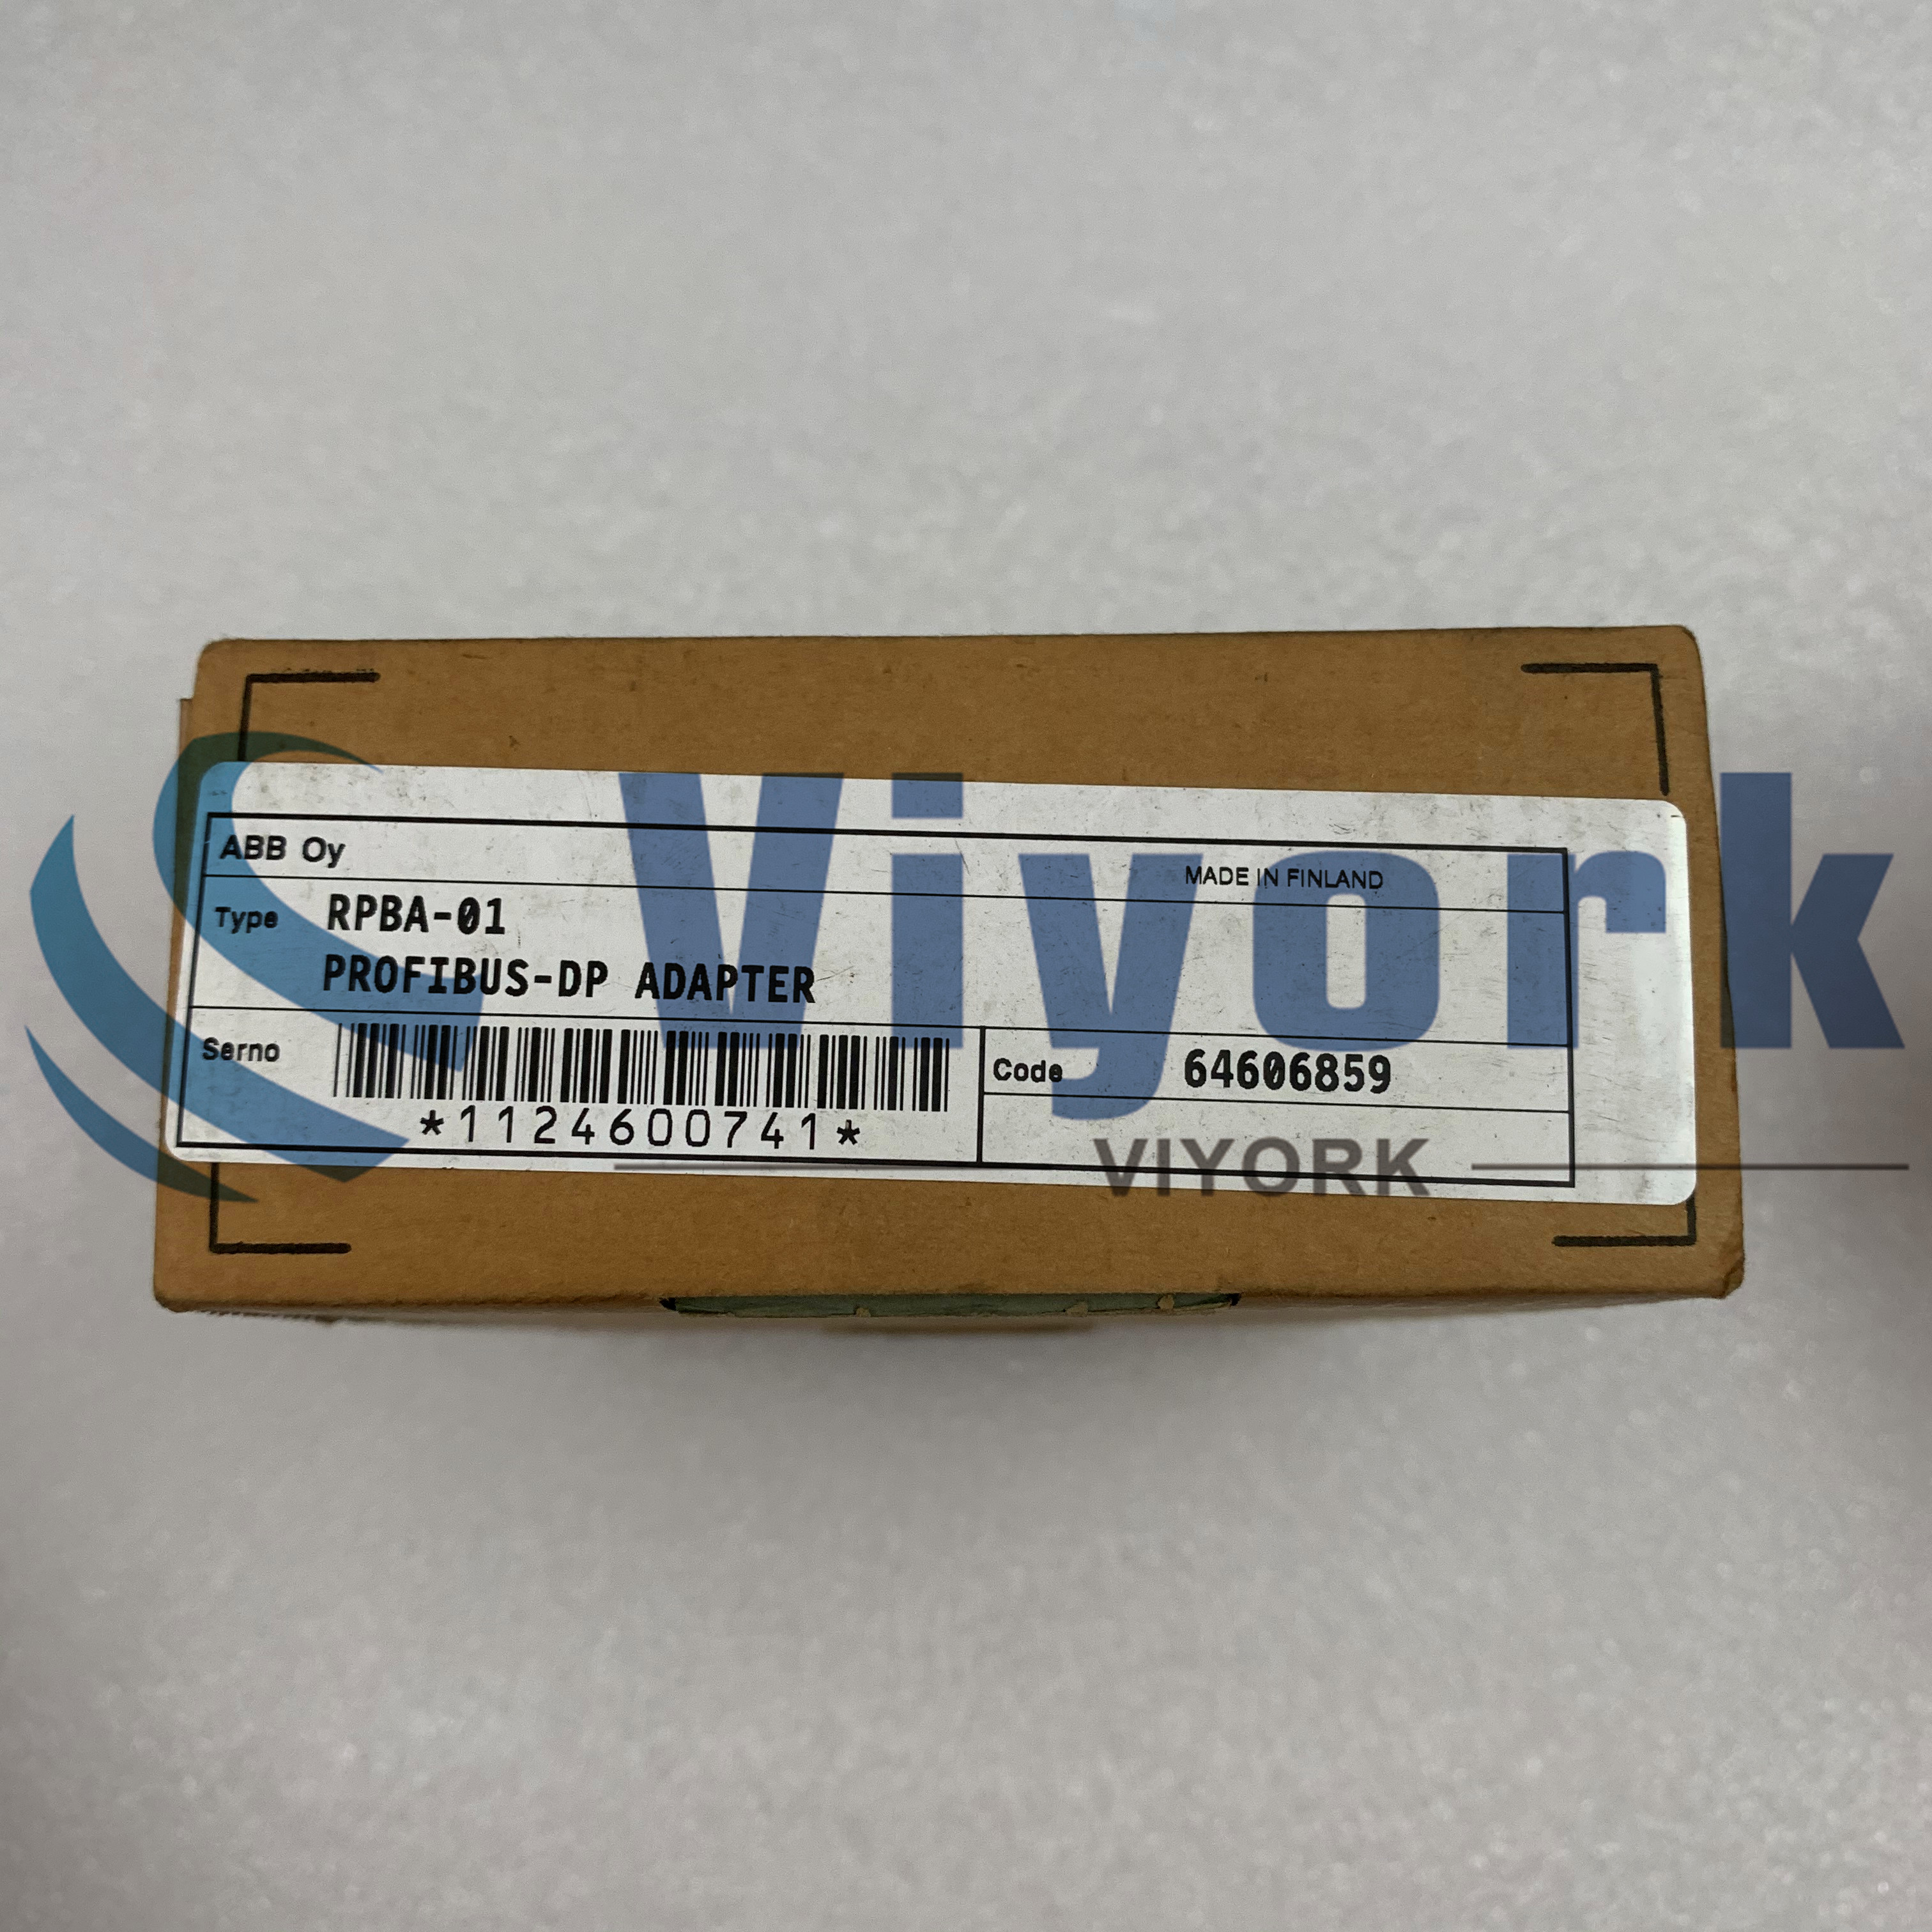 ABB Oy
MADE IN FINLAND
Type RPBA-01
PROFIBUS-DP ADAPTER
Serno
*1124600741*
Code 64606859
Viyork
VIYORK